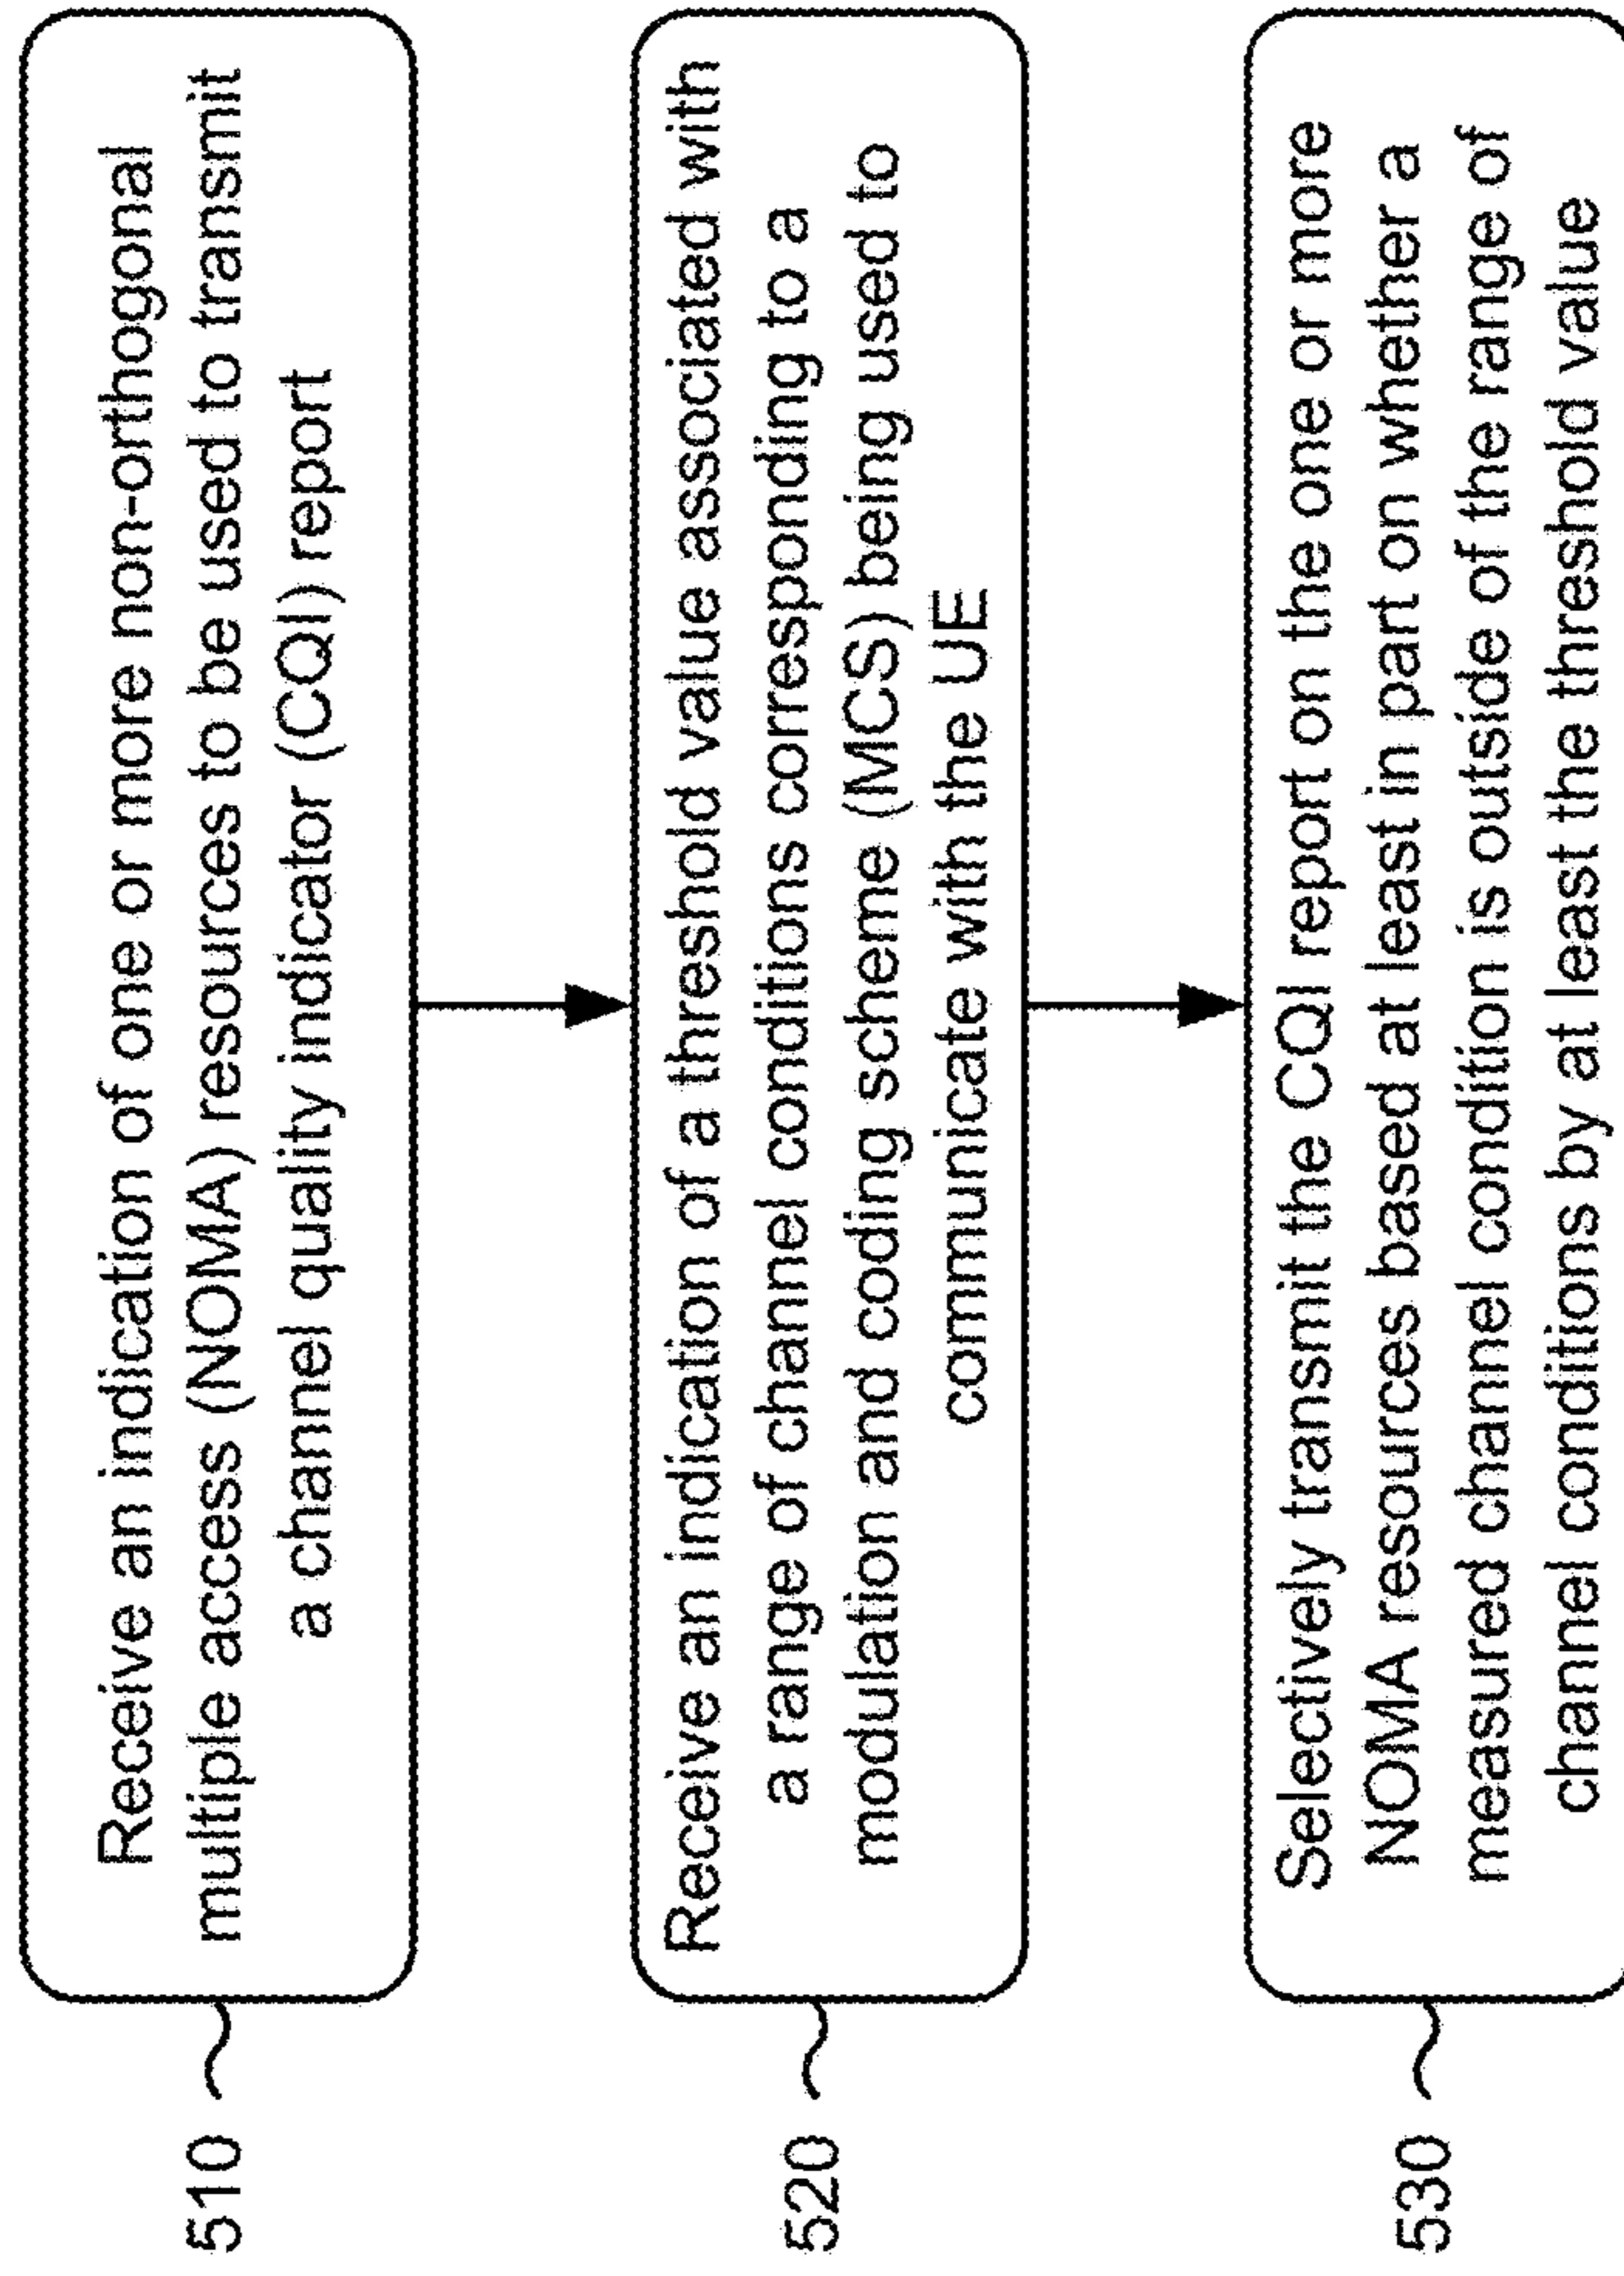 510
Receive an indication of one or more non-orthogonal
multiple access (NOMA) resources to be used to transmit
a channel quality indicator (CQI) report
520
Receive an indication of a threshold value associated with
a range of channel conditions corresponding to a
modulation and coding scheme (MCS) being used to
communicate with the UE
530
Selectively transmit the CQI report on the one or more
NOMA resources based at least in part on whether a
measured channel condition is outside of the range of
channel conditions by at least the threshold value